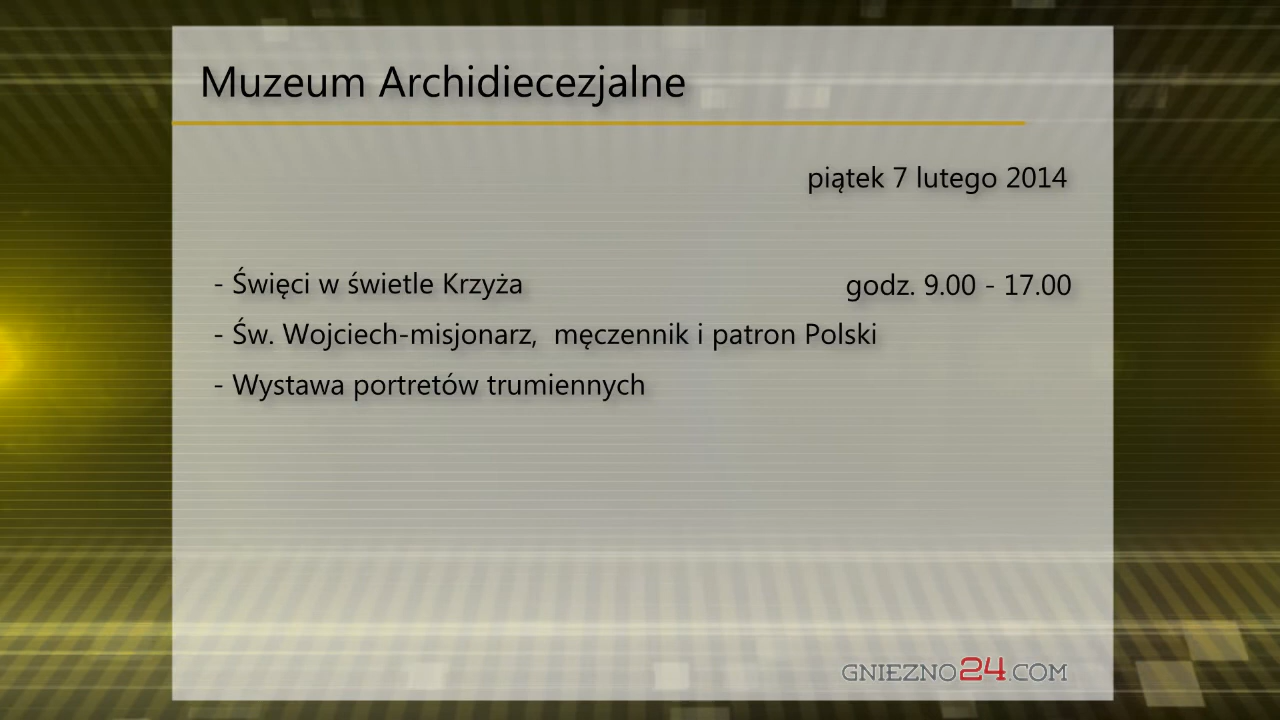 Muzeum Archidiecezjalne
piątek 7 lutego 2014
- Święci w świetle Krzyża godz. 9.00 - 17.00
- Św. Wojciech-misjonarz, męczennik i patron Polski
- Wystawa portretów trumiennych
GNIEZNO24.COM